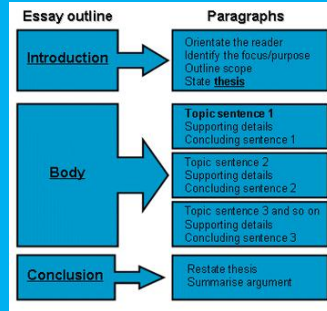 Essay outline
Paragraphs
Introduction
Orientate the reader
Identify the focus/purpose
Outline scope
State thesis
Body
Topic sentence 1
Supporting details
Concluding sentence 1
Topic sentence 2
Supporting details
Concluding sentence 2
Topic sentence 3 and so on
Supporting details
Concluding sentence 3
Conclusion
Restate thesis
Summarise argument